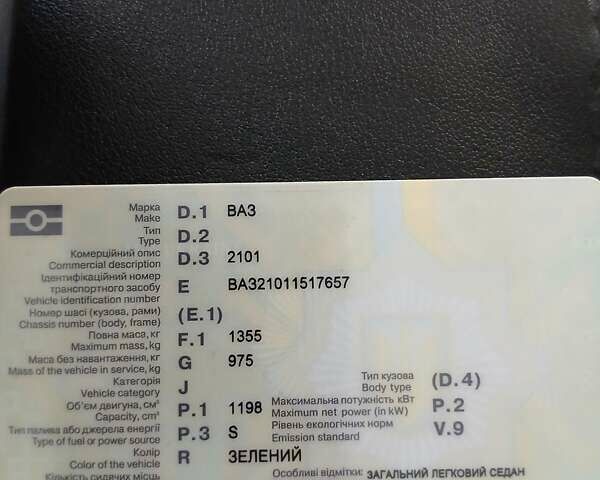 Марка D.1 ВАЗ
Make
Тип D.2
Type
Комерційний опис D.3 2101
Commercial description
Ідентифікаційний номер
транспортного засобу E ВАЗ21011517657
Vehicle identification number
Номер шасі (кузова, рами) (E.1)
Chassis number (body, frame)
Повна маса, кг F.1 1355
Maximum mass, kg
Маса без навантаження, кг G 975
Mass of the vehicle in service, kg
Тип кузова (D.4)
Body type
Категорія J
Vehicle category
Максимальна потужність кВт P.2
Maximum net power (in kW)
Об'єм двигуна, см³ P.1 1198
Capacity, cm³
Рівень екологічних норм V.9
Emission standard
Тип палива або джерела енергії P.3 S
Type of fuel or power source
Колір R ЗЕЛЕНИЙ
Color of the vehicle
Особливі відмітки: ЗАГАЛЬНИЙ ЛЕГКОВИЙ СЕДАН
Кількість сидячих місць